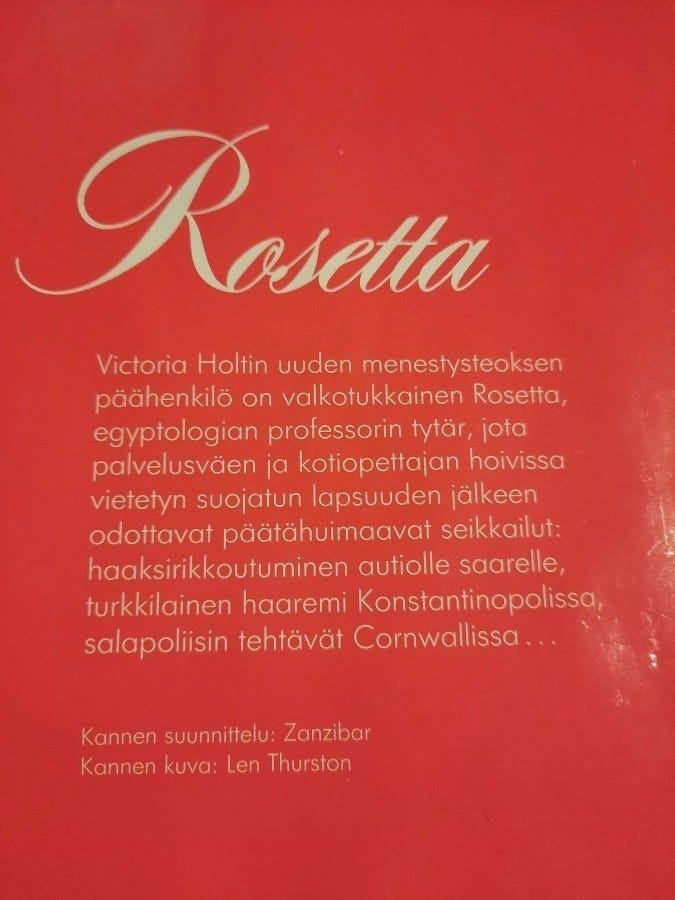 Rosetta
Victoria Holtin uuden menestysteoksen
päähenkilö on valkotukkainen Rosetta,
egyptologian professorin tytär, jota
palvelusväen ja kotiopettajan hoivissa
vietetyn suojatun lapsuuden jälkeen
odottavat päätähuimaavat seikkailut:
haaksirikkoutuminen autiolle saarelle,
turkkilainen haaremi Konstantinopolissa,
salapoliisin tehtävät Cornwallissa...
Kannen suunnittelu: Zanzibar
Kannen kuva: Len Thurston